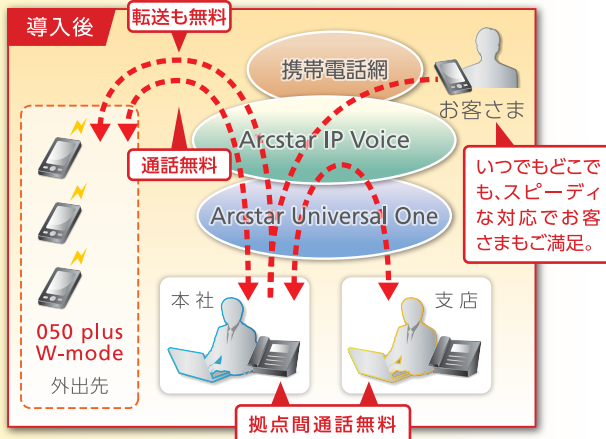 導入後
転送も無料
携帯電話網
お客さま
Arcstar IP Voice
通話無料
いつでもどこで
も、スピーディ
な対応でお客
さまもご満足。
Arcstar Universal One
本社
支店
050 plus
W-mode
外出先
拠点間通話無料